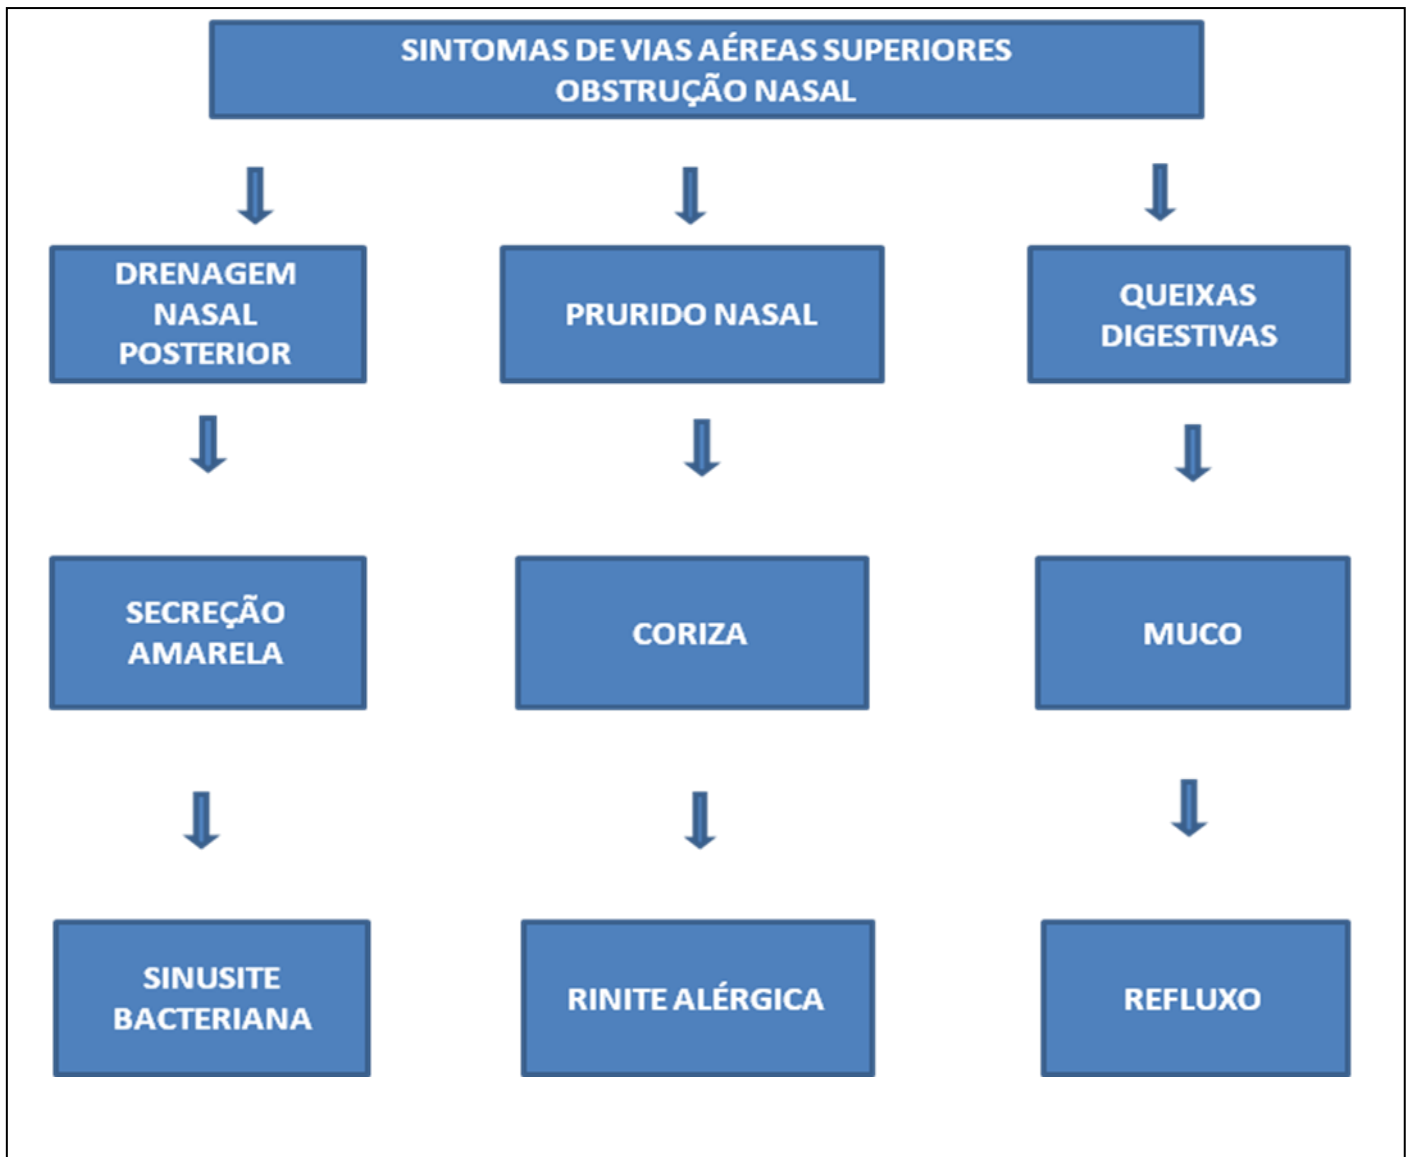 SINTOMAS DE VIAS AÉREAS SUPERIORES
OBSTRUÇÃO NASAL
DRENAGEM
NASAL
POSTERIOR
PRURIDO NASAL
QUEIXAS
DIGESTIVAS
SECREÇÃO
AMARELA
CORIZA
MUCO
SINUSITE
BACTERIANA
RINITE ALÉRGICA
REFLUXO